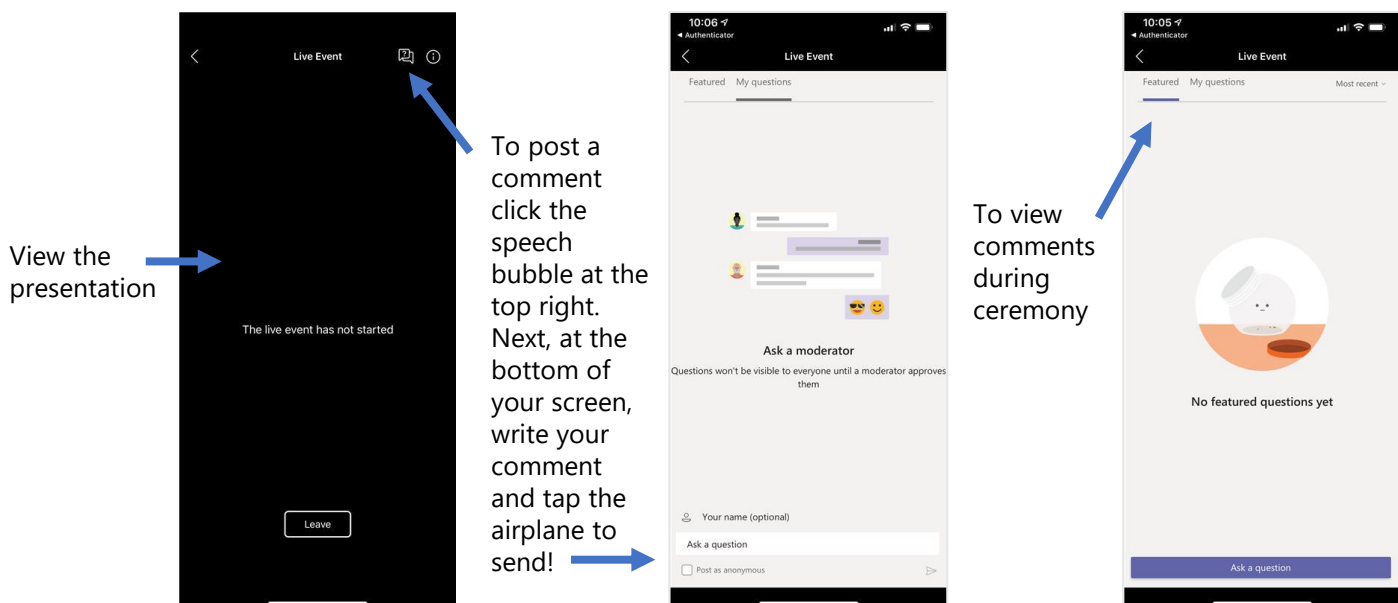 View the
presentation
Live Event
The live event has not started
Leave
To post a
comment
click the
speech
bubble at the
top right.
Next, at the
bottom of
your screen,
write your
comment
and tap the
airplane to
send!
10:06
Authenticator
Live Event
Featured My questions
Ask a moderator
Questions won't be visible to everyone until a moderator approves
them
Your name (optional)
Ask a question
Post as anonymous
To view
comments
during
ceremony
10:05
Authenticator
Live Event
Featured My questions Most recent
No featured questions yet
Ask a question